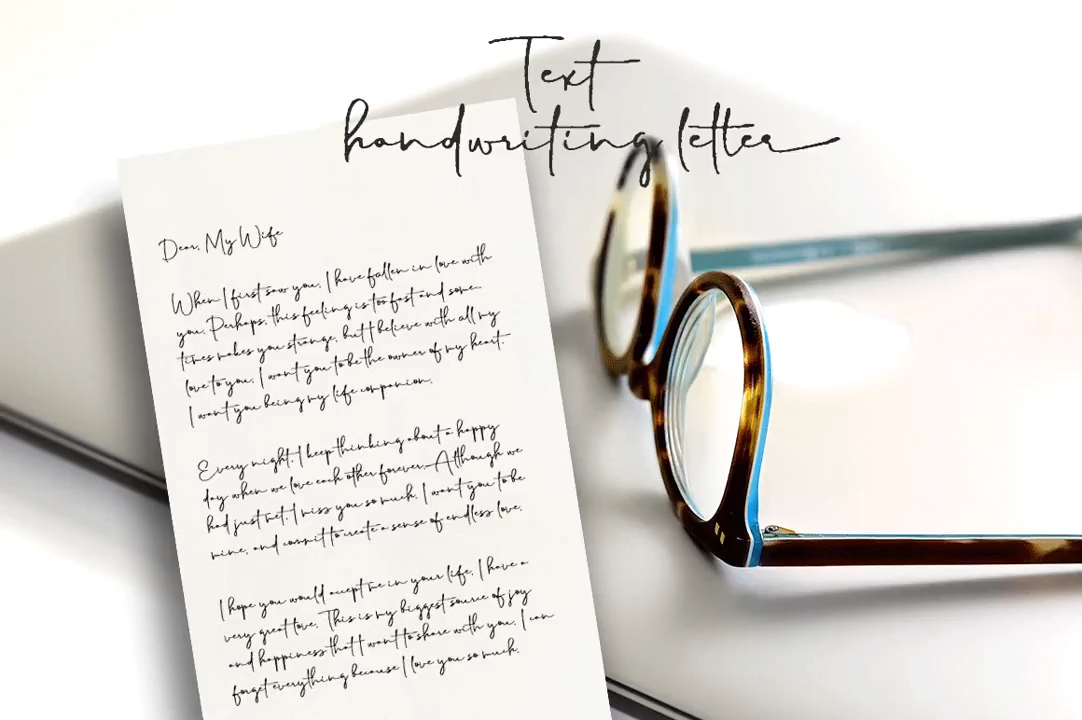 Text
handwriting letter
Dear, My Wife
When I first saw you, I have fallen in love with
you. Perhaps, this feeling is too fast and some
times makes you strange, but I believe with all my
love to you, I want you to be the owner of my heart.
I want you being my life companion.
Every night, I keep thinking about a happy
day when we love each other forever. Although we
had just met, I miss you so much. I want you to be
mine, and commit to create a sense of endless love.
I hope you would accept me in your life. I have a
very great love. This is my biggest source of joy
and happiness that I want to share with you. I can
forget everything because I love you so much.